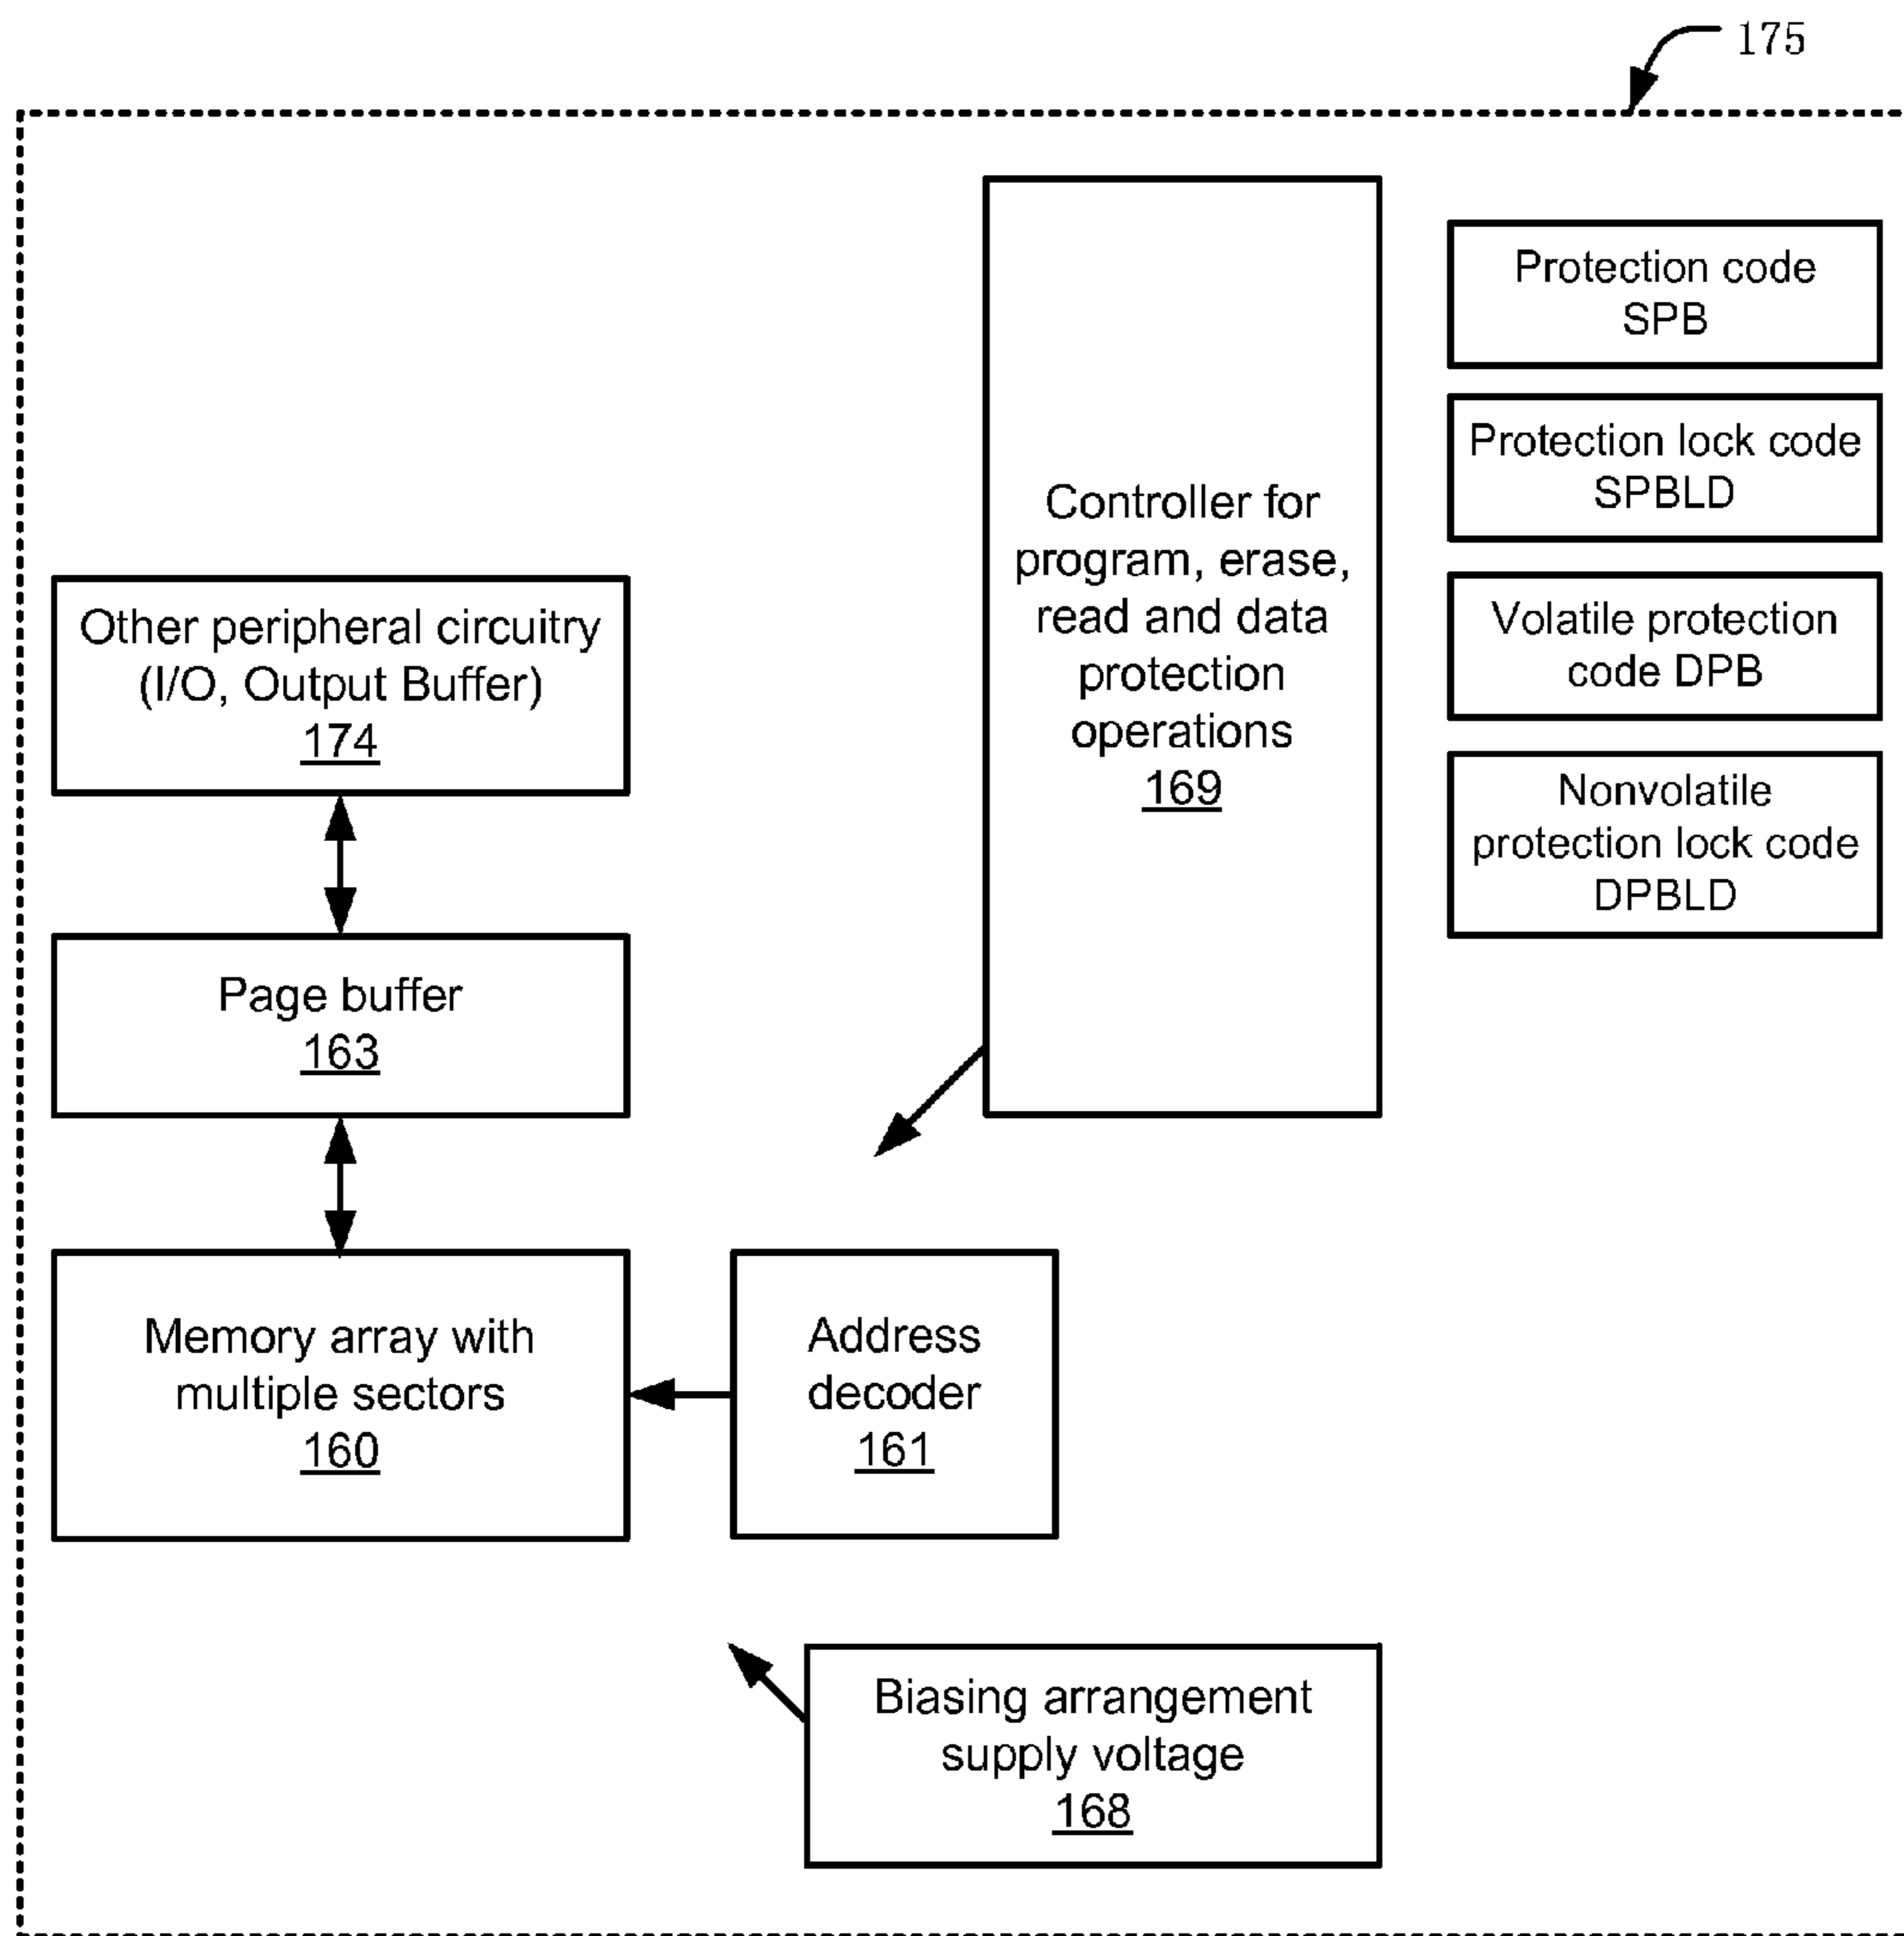 175
Protection code
SPB
Protection lock code
SPBLD
Controller for
program, erase,
read and data
protection
operations
169
Volatile protection
code DPB
Nonvolatile
protection lock code
DPBLD
Other peripheral circuitry
(I/O, Output Buffer)
174
Page buffer
163
Memory array with
multiple sectors
160
Address
decoder
161
Biasing arrangement
supply voltage
168